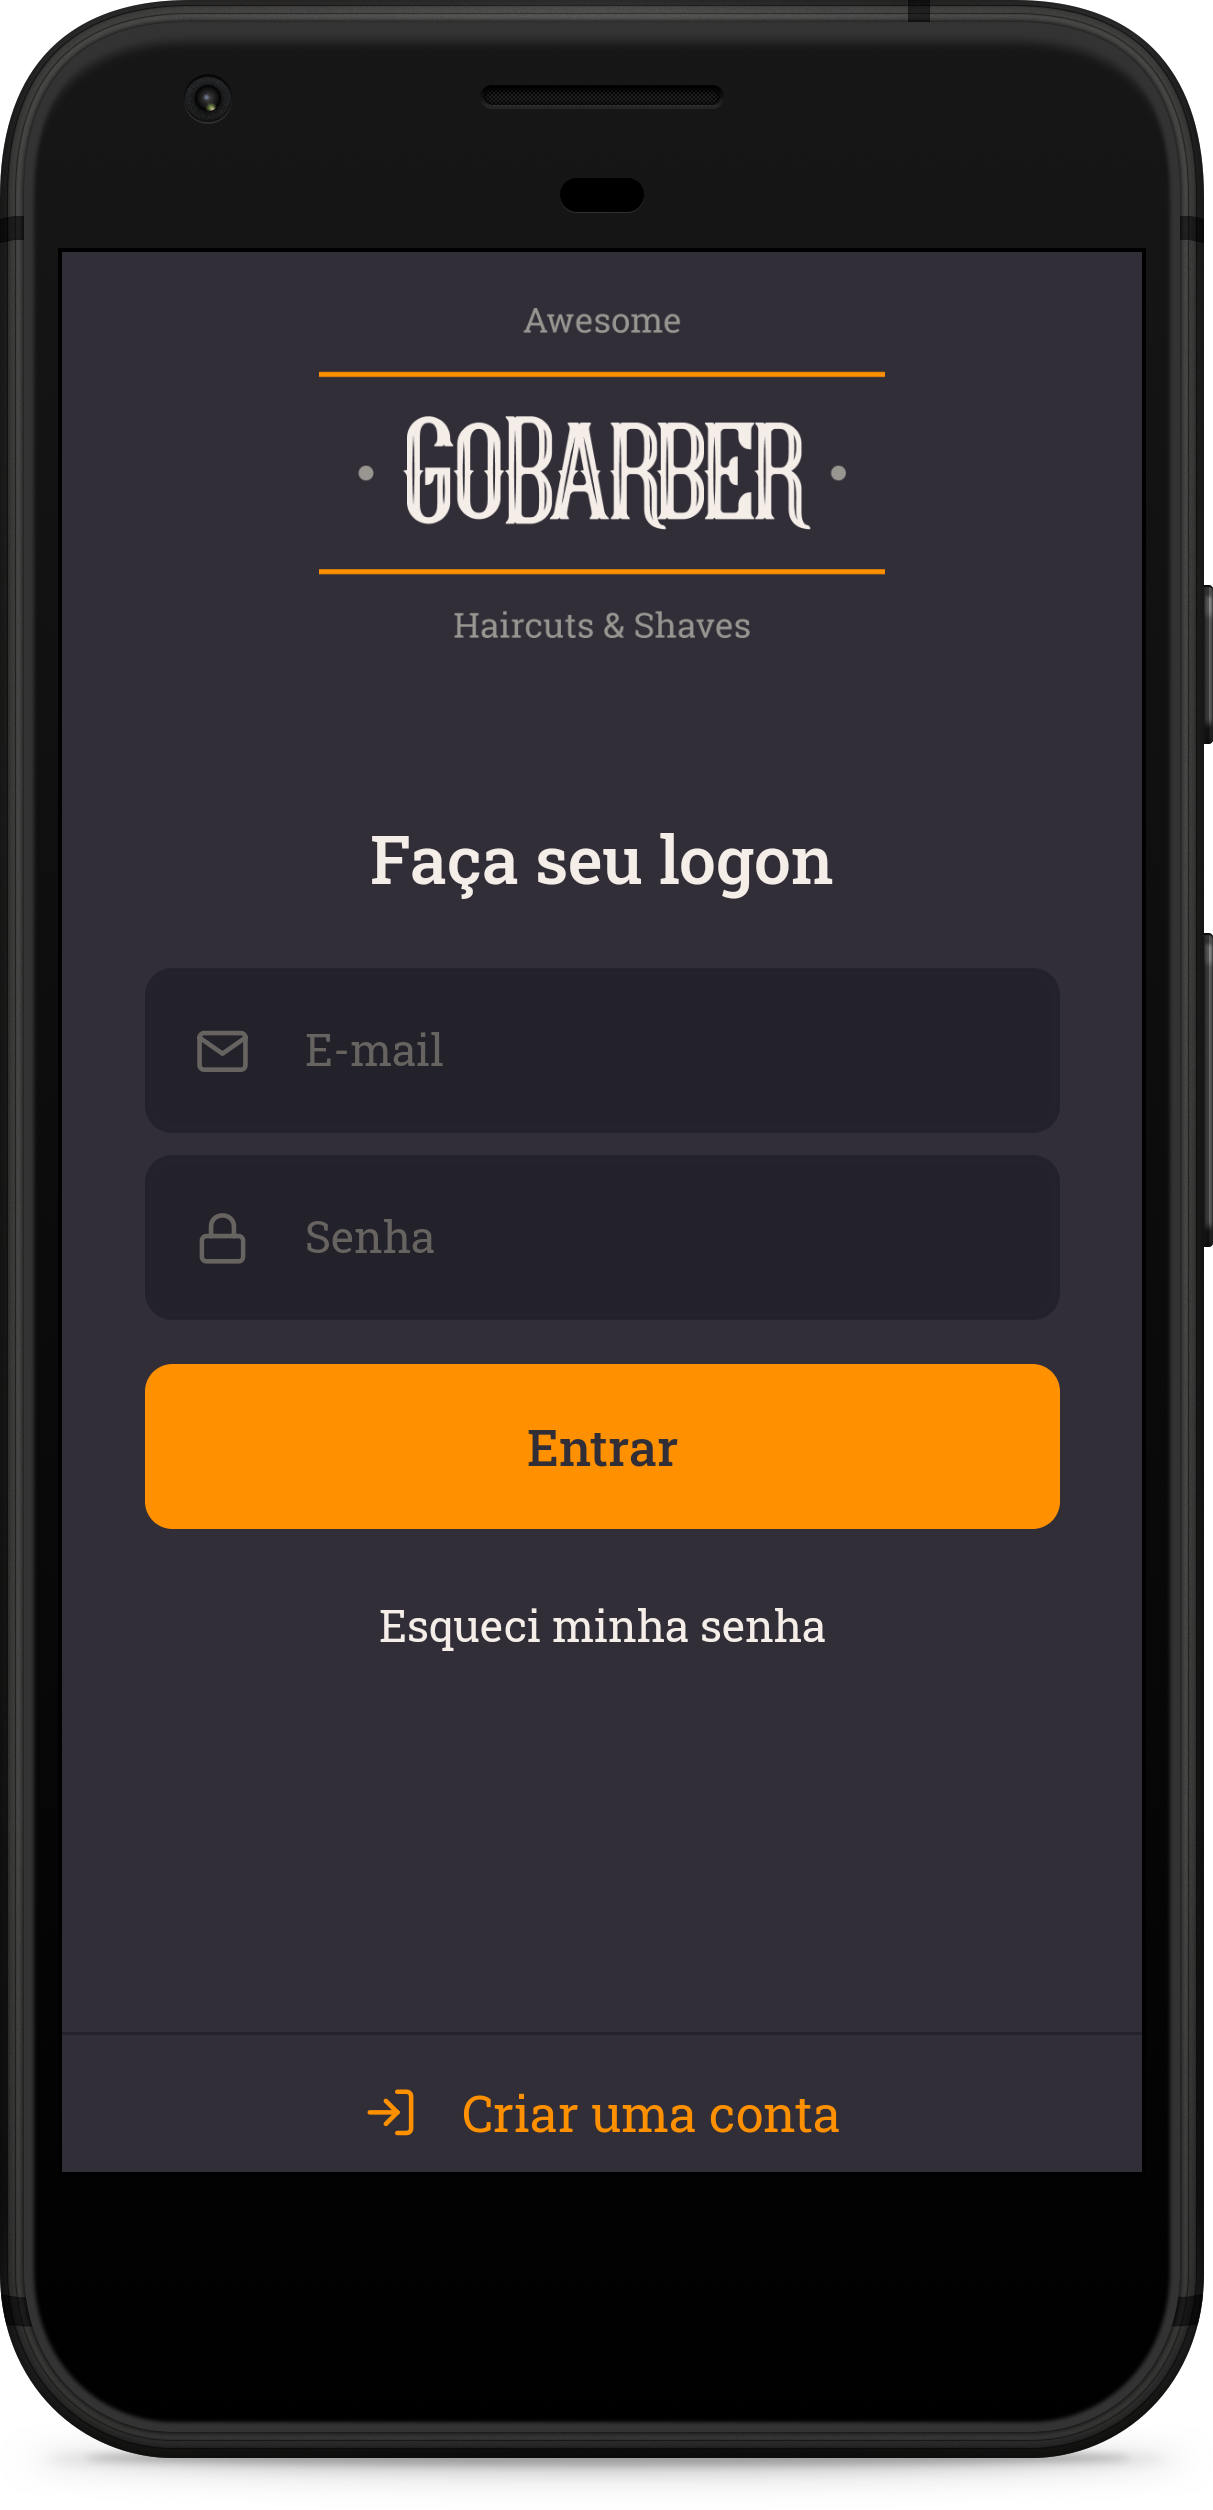 Awesome
GOBARBER
Haircuts & Shaves
Faça seu logon
E-mail
Senha
Entrar
Esqueci minha senha
Criar uma conta